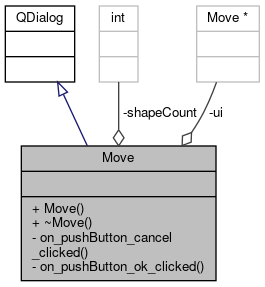 QDialog
int
Move *
-shapeCount
-ui
Move
+ Move()
+ ~Move()
- on_pushButton_cancel
_clicked()
- on_pushButton_ok_clicked()